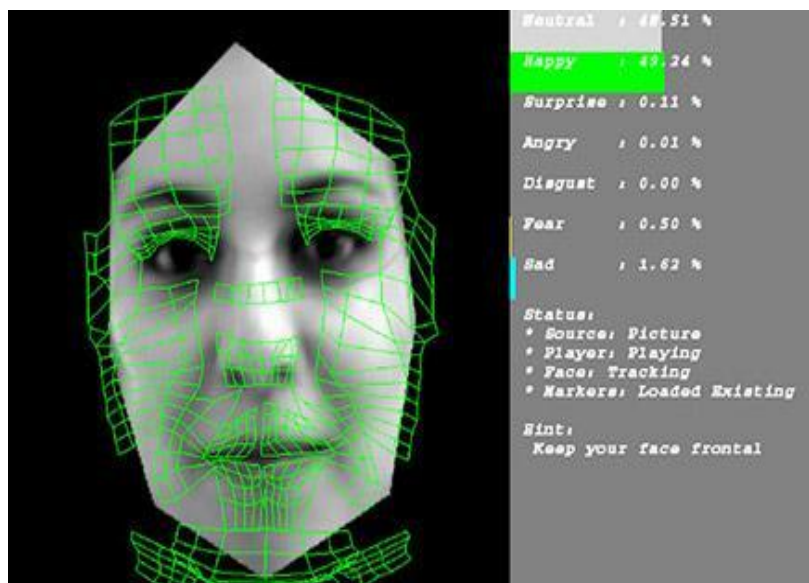 Neutral : 48.51 %
Happy : 49.24 %
Surprise : 0.11 %
Angry : 0.01 %
Disgust : 0.00 %
Fear : 0.50 %
Sad : 1.62 %
Status:
* Source: Picture
* Player: Playing
* Face: Tracking
* Markers: Loaded Existing
Hint:
Keep your face frontal